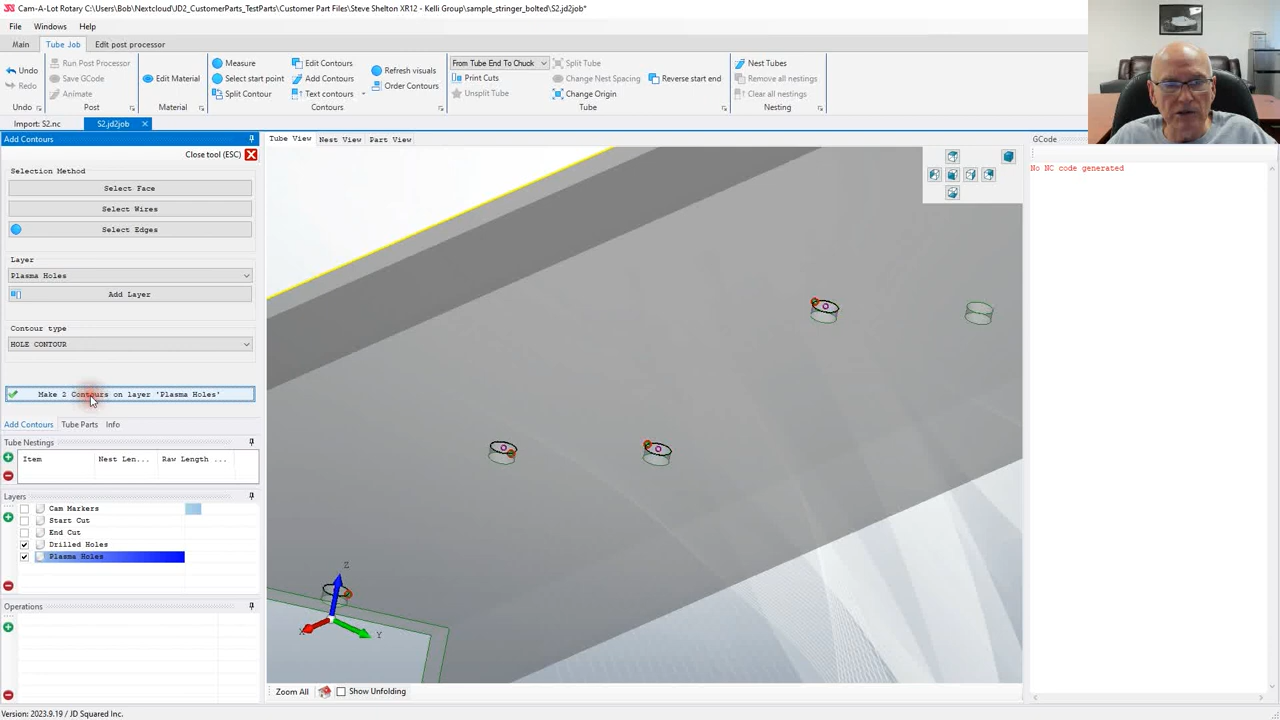 Cam-A-Lot Rotary C:\Users\Bob\Nextcloud\JD2_CustomerParts_TestParts\Customer Part Files\Steve Shelton XR12 - Kelli Group\sample_stringer_bolted\S2.jd2job*
File Windows Help
Main Tube Job Edit post processor
Undo Run Post Processor Measure Edit Contours Refresh visuals From Tube End To Chuck Split Tube Nest Tubes
Redo Save GCode Edit Material Select start point Add Contours Order Contours Print Cuts Change Nest Spacing Reverse start end Remove all nestings
Animate Split Contour Text contours Unsplit Tube Change Origin Clear all nestings
Undo Post Material Contours Tube Nesting
Import: S2.nc S2.jd2job
Add Contours
Close tool (ESC)
Selection Method
Select Face
Select Wires
Select Edges
Layer
Plasma Holes
Add Layer
Contour type
HOLE CONTOUR
Make 2 Contours on layer 'Plasma Holes'
Add Contours Tube Parts Info
Tube Nestings
Item Nest Len... Raw Length ...
Layers
Cam Markers
Start Cut
End Cut
Drilled Holes
Plasma Holes
Operations
Tube View Nest View Part View
Z
X
Y
Zoom All Show Unfolding
GCode
No NC code generated
Version: 2023.9.19 / JD Squared Inc.